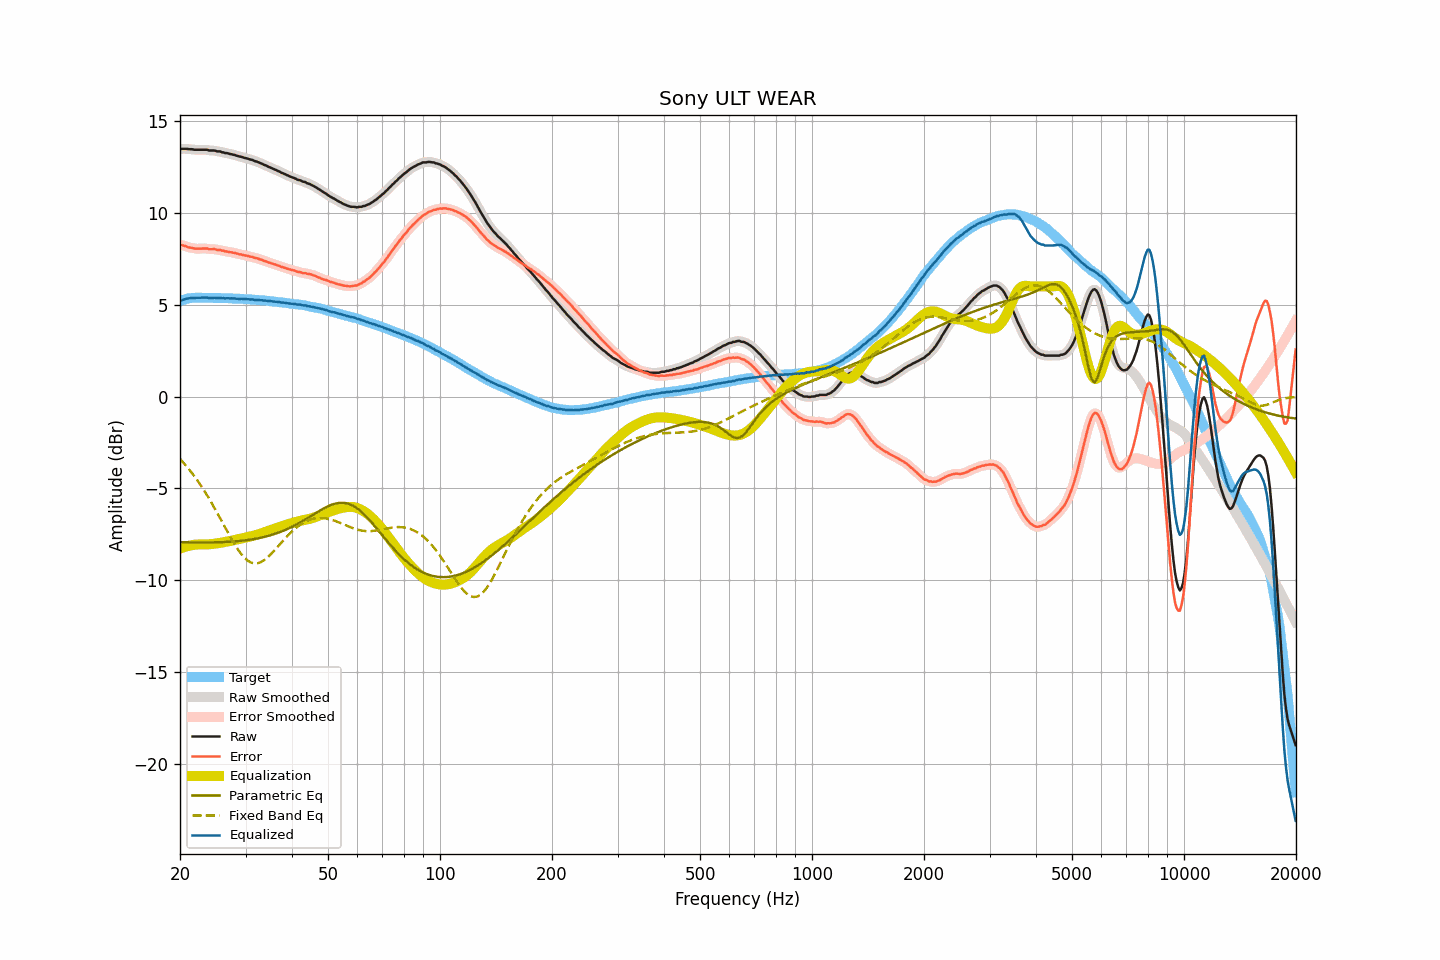 Sony ULT WEAR
Amplitude (dBr)
15
10
5
0
−5
−10
−15
−20
Target
Raw Smoothed
Error Smoothed
Raw
Error
Equalization
Parametric Eq
Fixed Band Eq
Equalized
20 50 100 200 500 1000 2000 5000 10000 20000
Frequency (Hz)